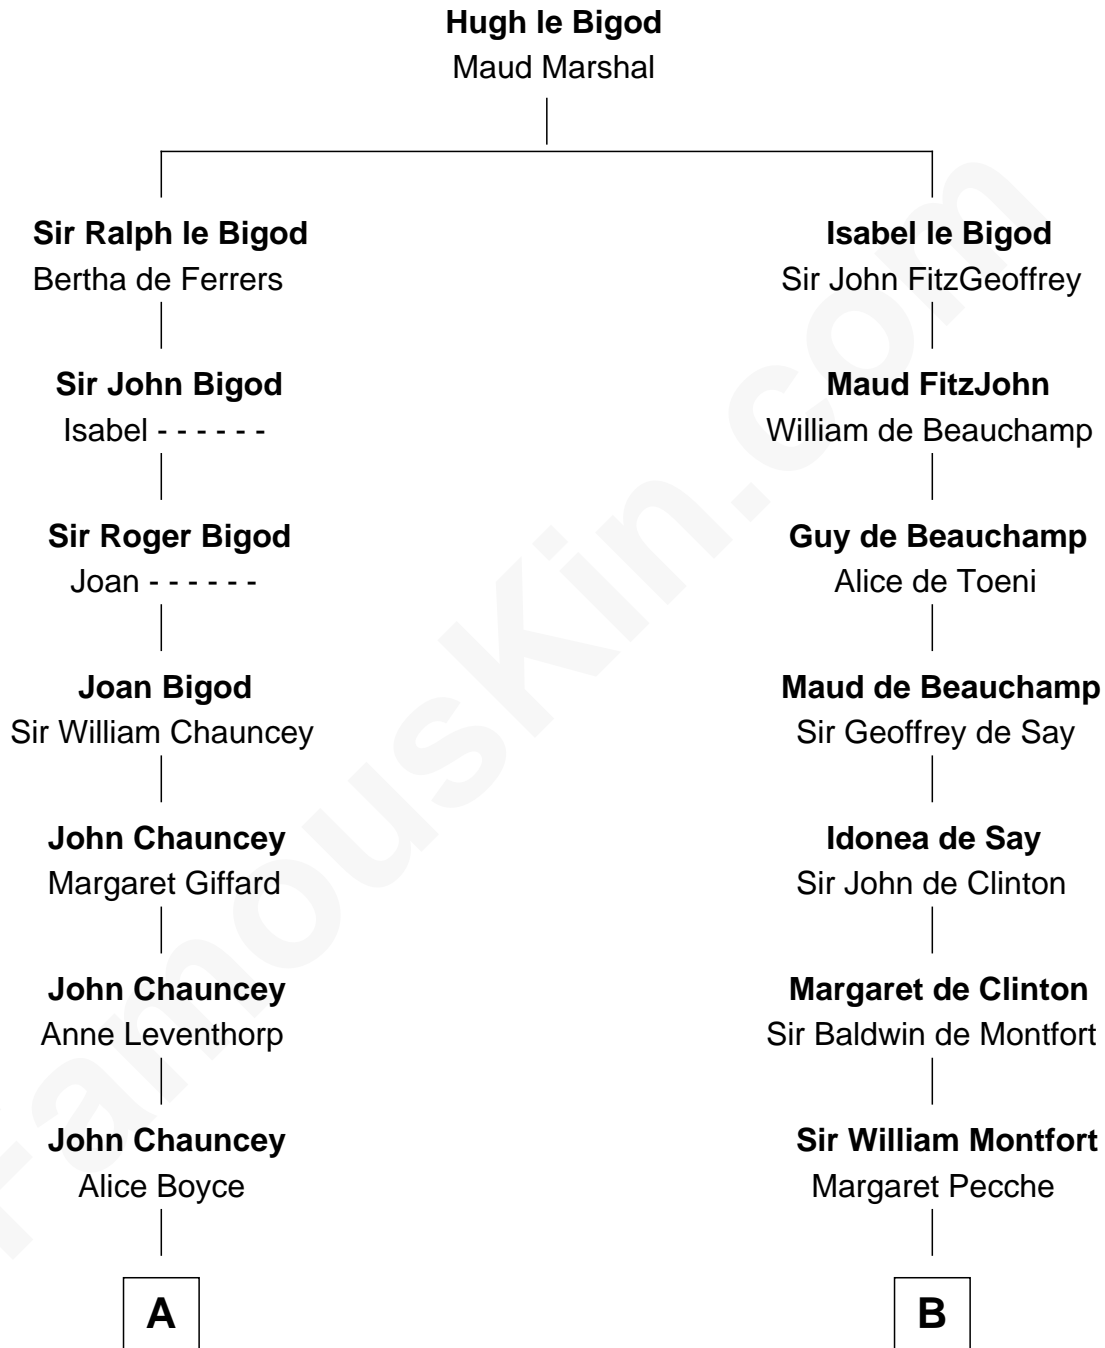 Hugh le Bigod
Maud Marshal
Sir Ralph le Bigod
Bertha de Ferrers
Isabel le Bigod
Sir John FitzGeoffrey
Sir John Bigod
Isabel - - - - - -
Maud FitzJohn
William de Beauchamp
Sir Roger Bigod
Joan - - - - - -
Guy de Beauchamp
Alice de Toeni
Joan Bigod
Sir William Chauncey
Maud de Beauchamp
Sir Geoffrey de Say
John Chauncey
Margaret Giffard
Idonea de Say
Sir John de Clinton
John Chauncey
Anne Leventhorp
Margaret de Clinton
Sir Baldwin de Montfort
John Chauncey
Alice Boyce
Sir William Montfort
Margaret Pecche
A
B
FamousKin.com